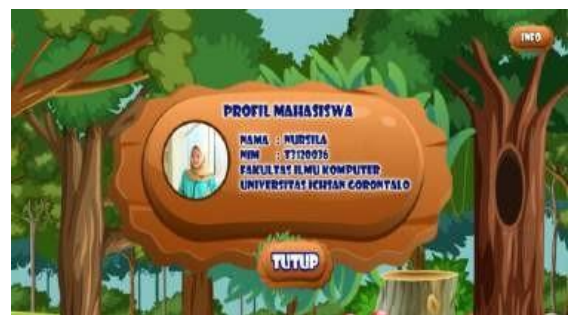 INFO
PROFIL MAHASISWA
NAMA : NURSILA
NIM : T3120036
FAKULTAS ILMU KOMPUTER
UNIVERSITAS ICHSAN GORONTALO
TUTUP